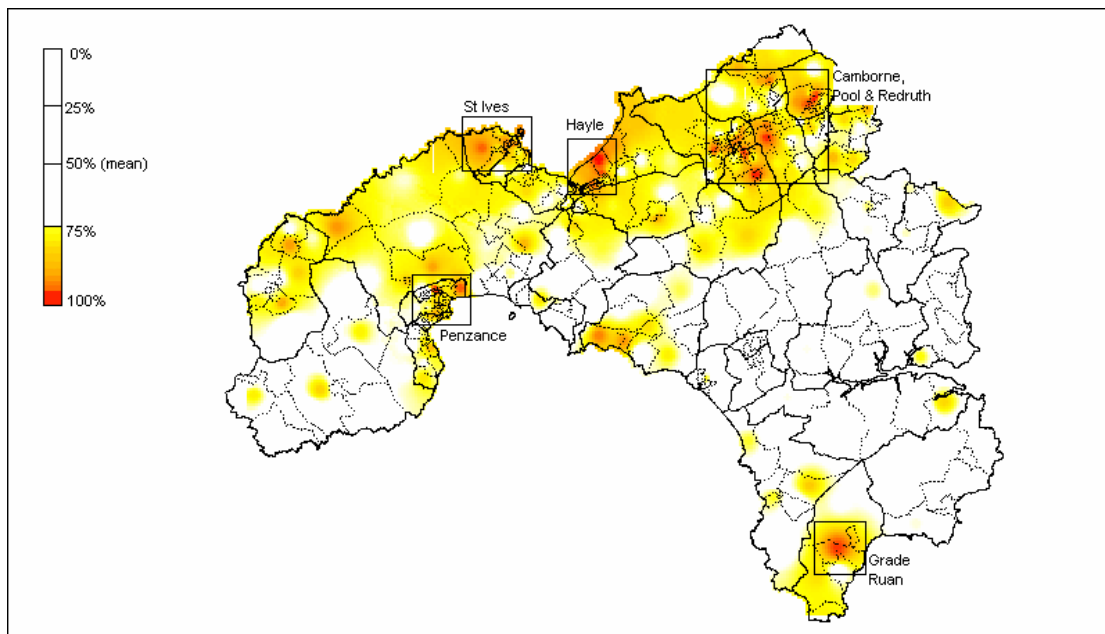 0%
25%
50% (mean)
75%
100%
St Ives
Hayle
Camborne,
Pool & Redruth
Penzance
Grade
Ruan